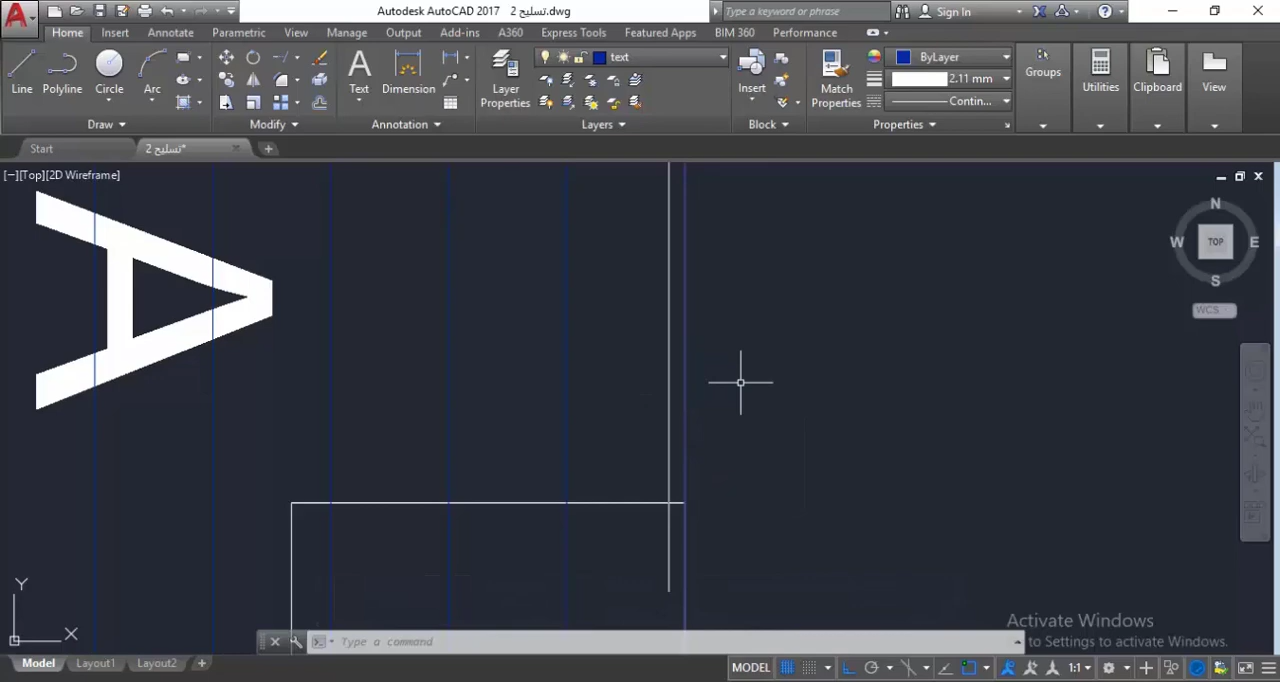 Autodesk AutoCAD 2017 تسليح 2.dwg
Type a keyword or phrase
Sign In
Home Insert Annotate Parametric View Manage Output Add-ins A360 Express Tools Featured Apps BIM 360 Performance
text
ByLayer
2.11 mm
Contin...
Line Polyline Circle Arc
Text Dimension
Layer Properties
Insert
Match Properties
Groups Utilities Clipboard View
Draw Modify Annotation Layers Block Properties
Start تسليح 2*
[−][Top][2D Wireframe]
N
W TOP E
S
WCS
A
Y
X
Type a command
Activate Windows
to Settings to activate Windows.
Model Layout1 Layout2
MODEL 1:1